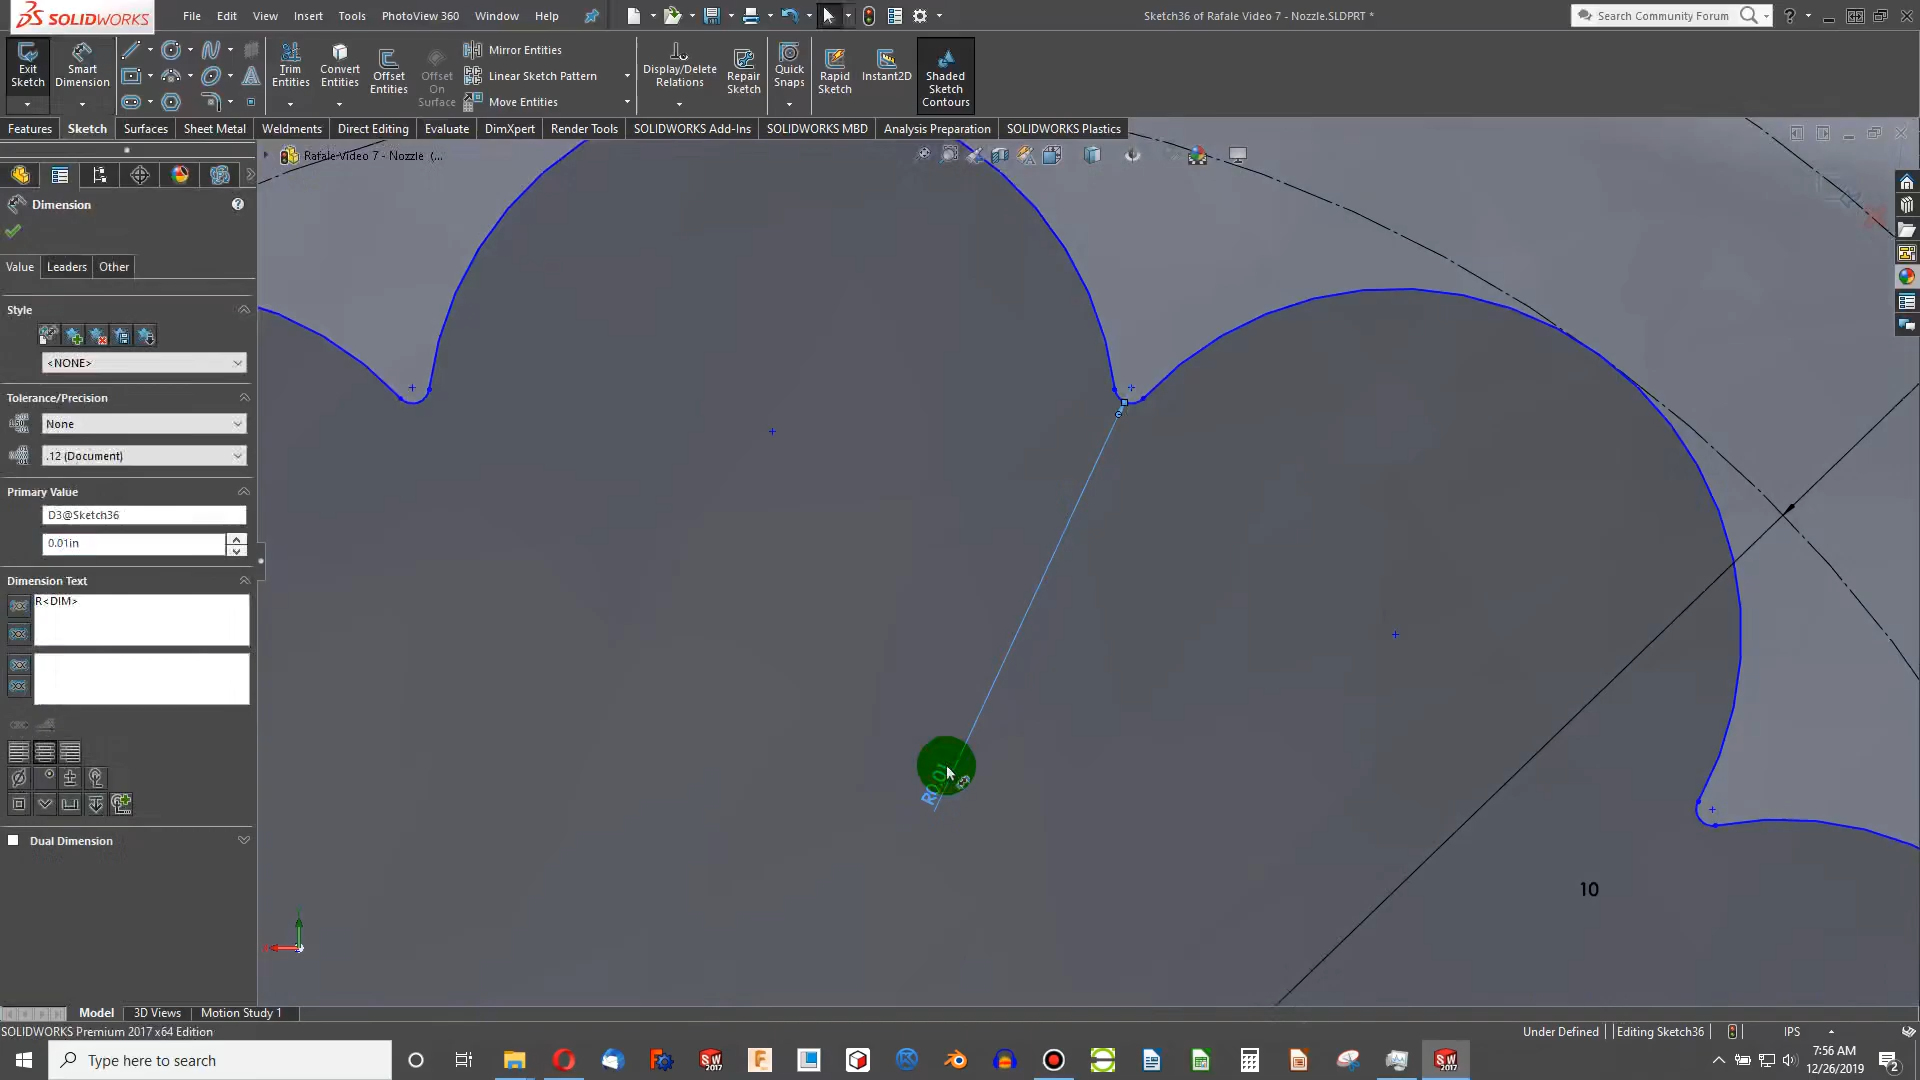 SOLIDWORKS
File
Edit
View
Insert
Tools
PhotoView 360
Window
Help
Sketch36 of Rafale Video 7 - Nozzle.SLDPRT *
Search Community Forum
Exit Sketch
Smart Dimension
Trim Entities
Convert Entities
Offset Entities
Offset On Surface
Mirror Entities
Linear Sketch Pattern
Move Entities
Display/Delete Relations
Repair Sketch
Quick Snaps
Rapid Sketch
Instant2D
Shaded Sketch Contours
Features
Sketch
Surfaces
Sheet Metal
Weldments
Direct Editing
Evaluate
DimXpert
Render Tools
SOLIDWORKS Add-Ins
SOLIDWORKS MBD
Analysis Preparation
SOLIDWORKS Plastics
Rafale Video 7 - Nozzle (...
Dimension
Value
Leaders
Other
Style
<NONE>
Tolerance/Precision
None
.12 (Document)
Primary Value
D3@Sketch36
0.01in
Dimension Text
R<DIM>
Dual Dimension
R0.01
10
Model
3D Views
Motion Study 1
SOLIDWORKS Premium 2017 x64 Edition
Under Defined
Editing Sketch36
IPS
Type here to search
7:56 AM
12/26/2019